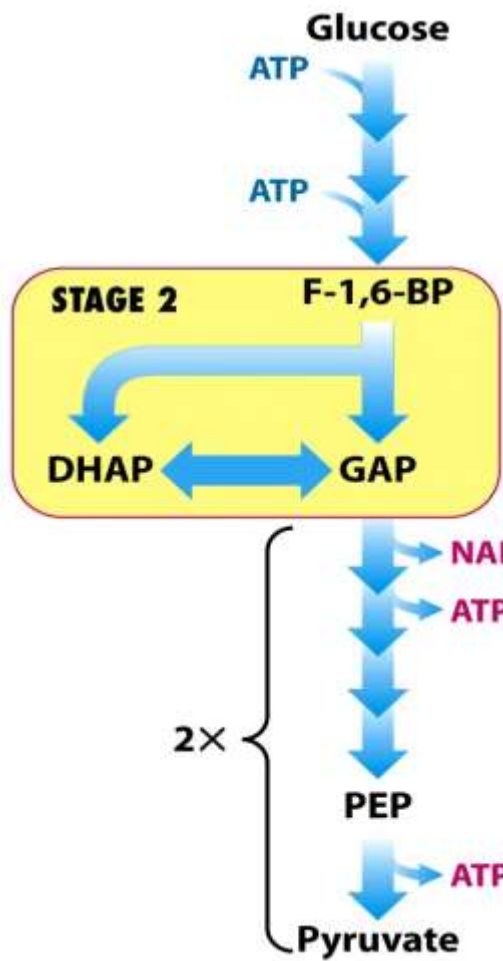 Glucose
ATP
ATP
STAGE 2
F-1,6-BP
DHAP
GAP
ATP
2×
PEP
ATP
Pyruvate